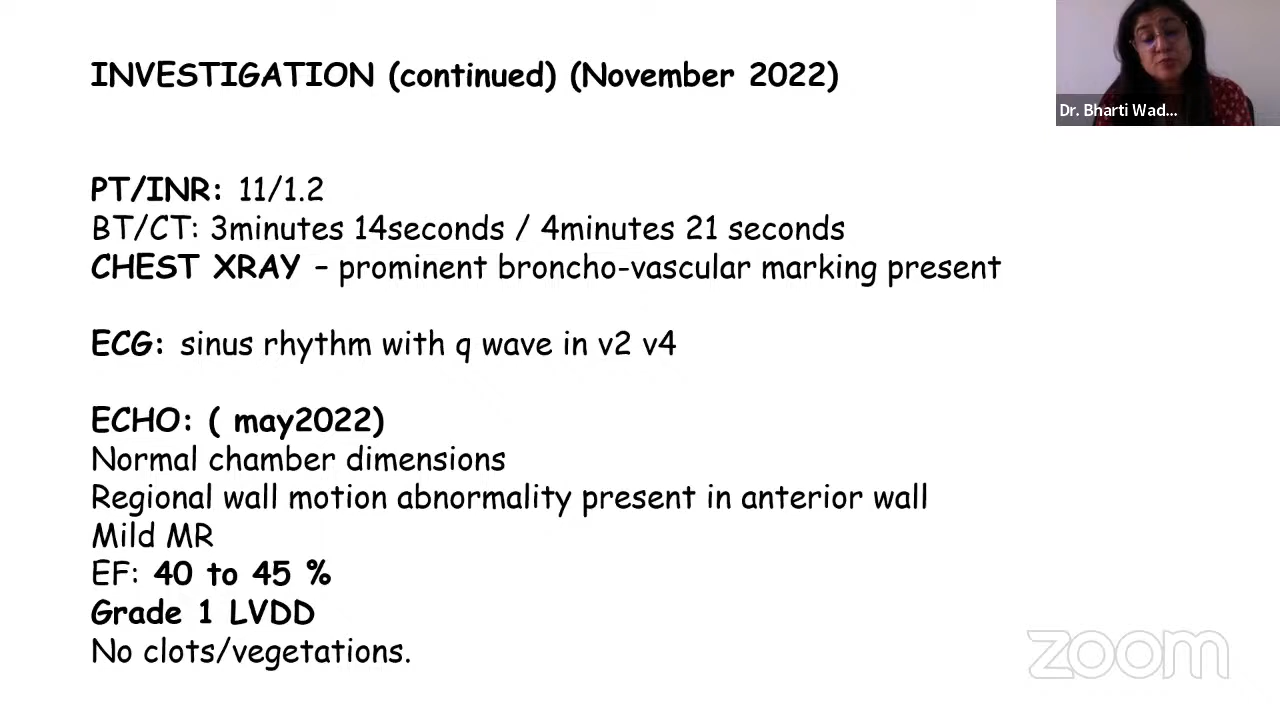 INVESTIGATION (continued) (November 2022)
Dr. Bharti Wad...
PT/INR: 11/1.2
BT/CT: 3minutes 14seconds / 4minutes 21 seconds
CHEST XRAY – prominent broncho-vascular marking present
ECG: sinus rhythm with q wave in v2 v4
ECHO: ( may2022)
Normal chamber dimensions
Regional wall motion abnormality present in anterior wall
Mild MR
EF: 40 to 45 %
Grade 1 LVDD
No clots/vegetations.
zoom